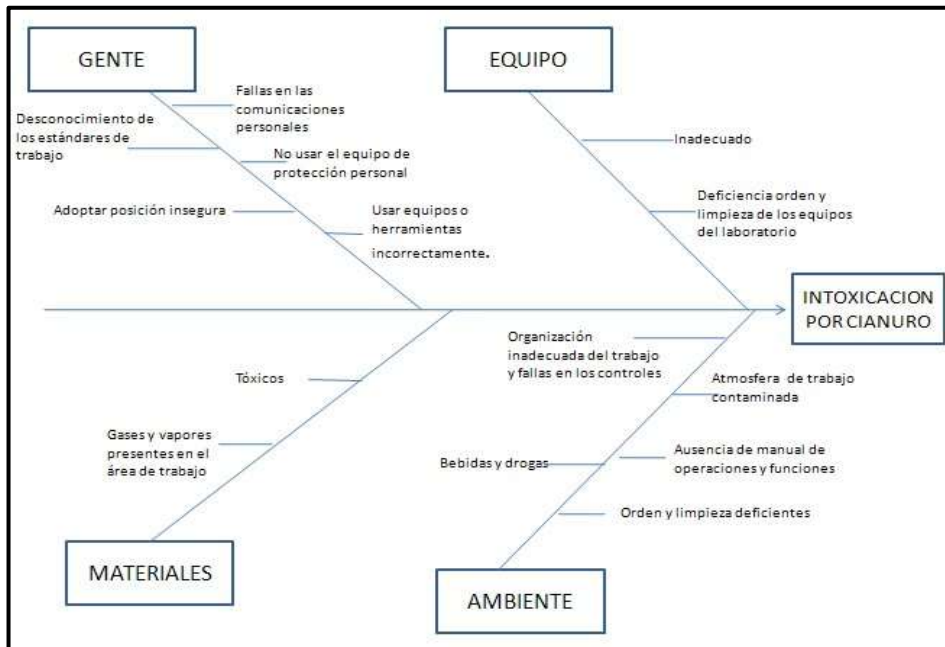 GENTE
EQUIPO
Fallas en las
comunicaciones
personales
Desconocimiento de
los estándares de
trabajo
Inadecuado
No usar el equipo de
protección personal
Adoptar posición insegura
Usar equipos o
herramientas
incorrectamente.
Deficiencia orden y
limpieza de los equipos
del laboratorio
INTOXICACION
POR CIANURO
Organización
inadecuada del trabajo
y fallas en los controles
Tóxicos
Atmosfera de trabajo
contaminada
Gases y vapores
presentes en el
área de trabajo
Bebidas y drogas
Ausencia de manual de
operaciones y funciones
Orden y limpieza deficientes
MATERIALES
AMBIENTE